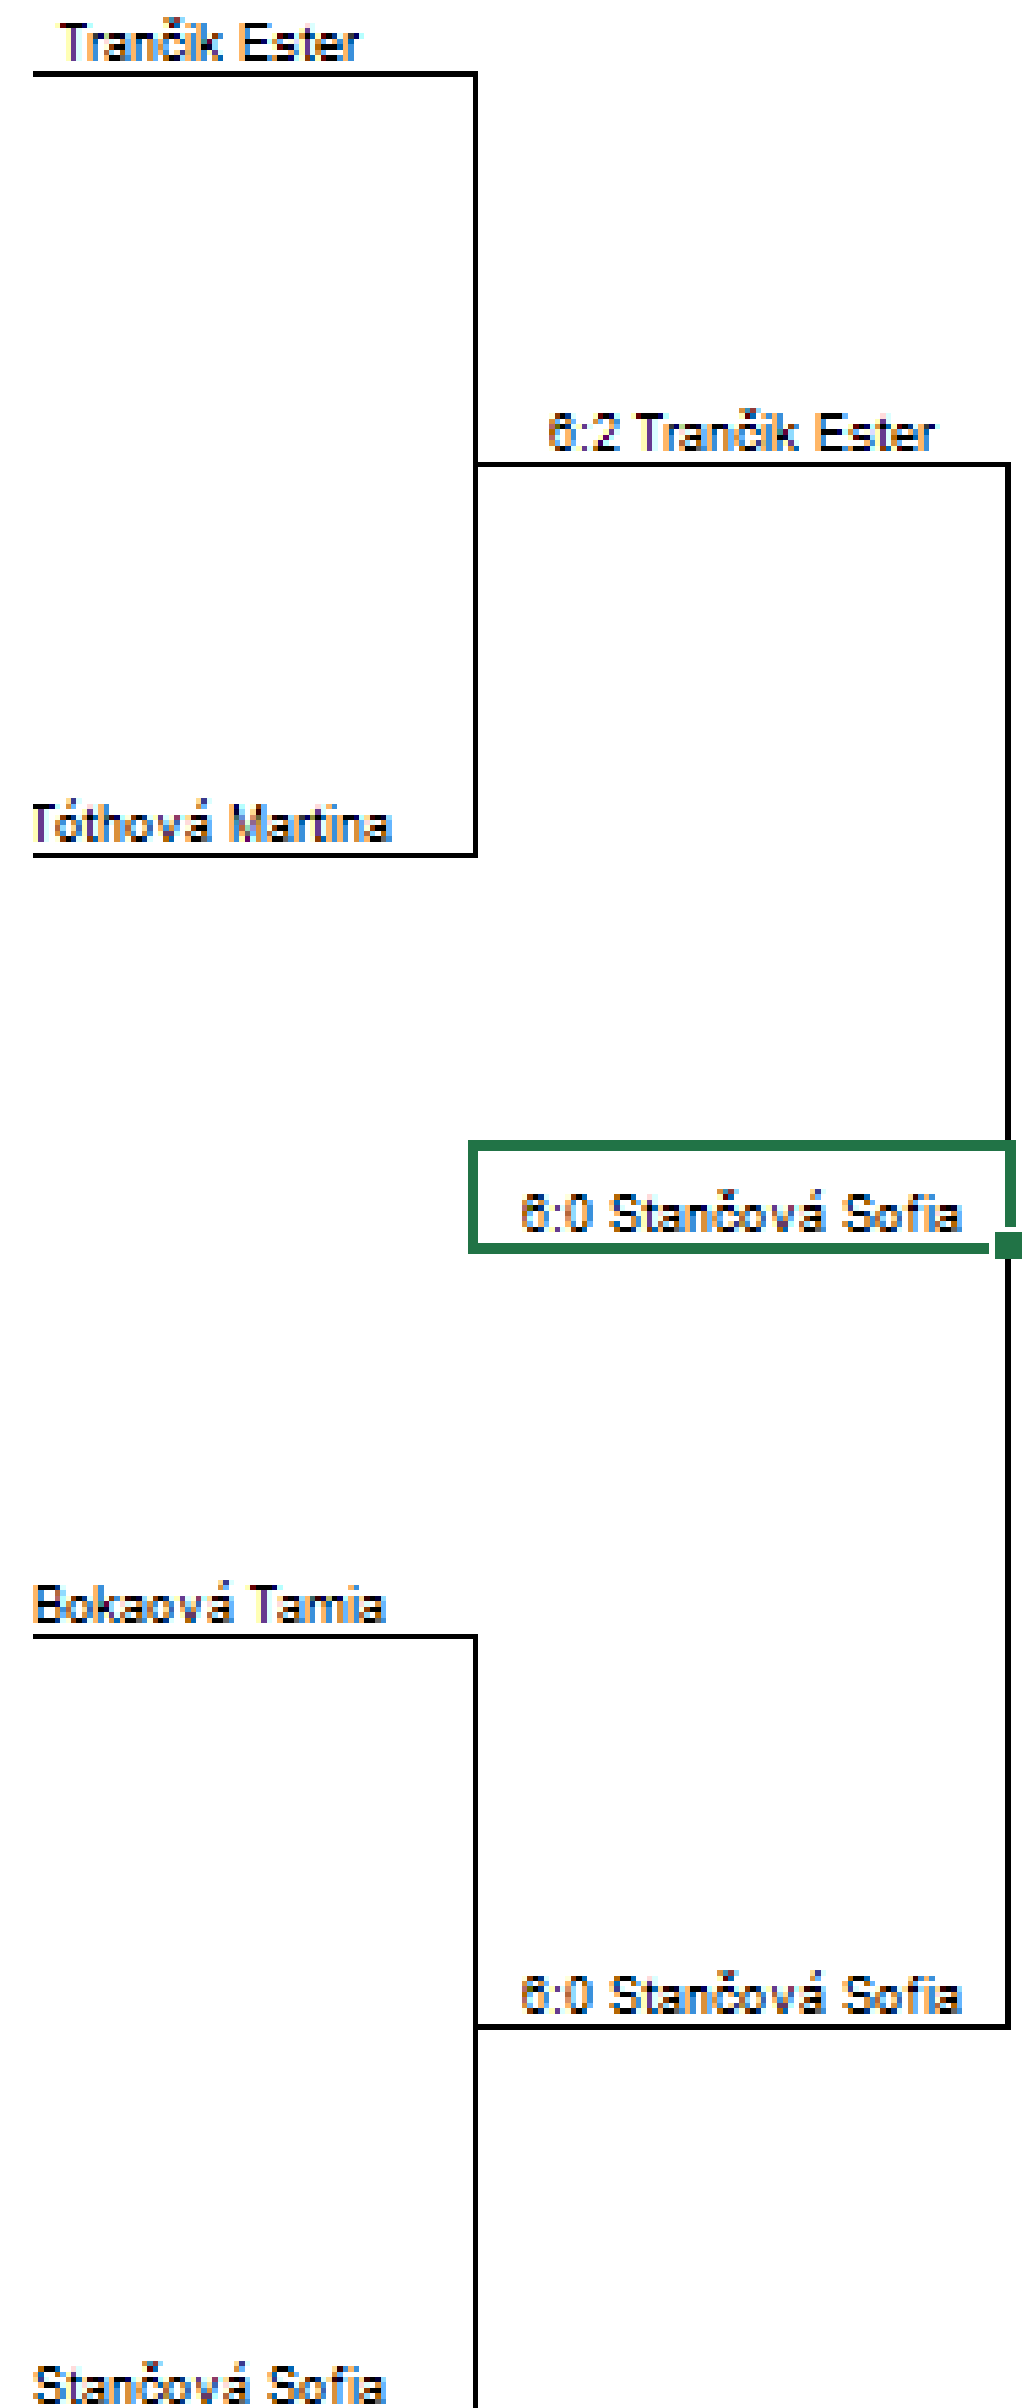 Trančik Ester
6:2 Trančik Ester
Tóthová Martina
6:0 Stančová Sofia
Bokaová Tamia
6:0 Stančová Sofia
Stančová Sofia